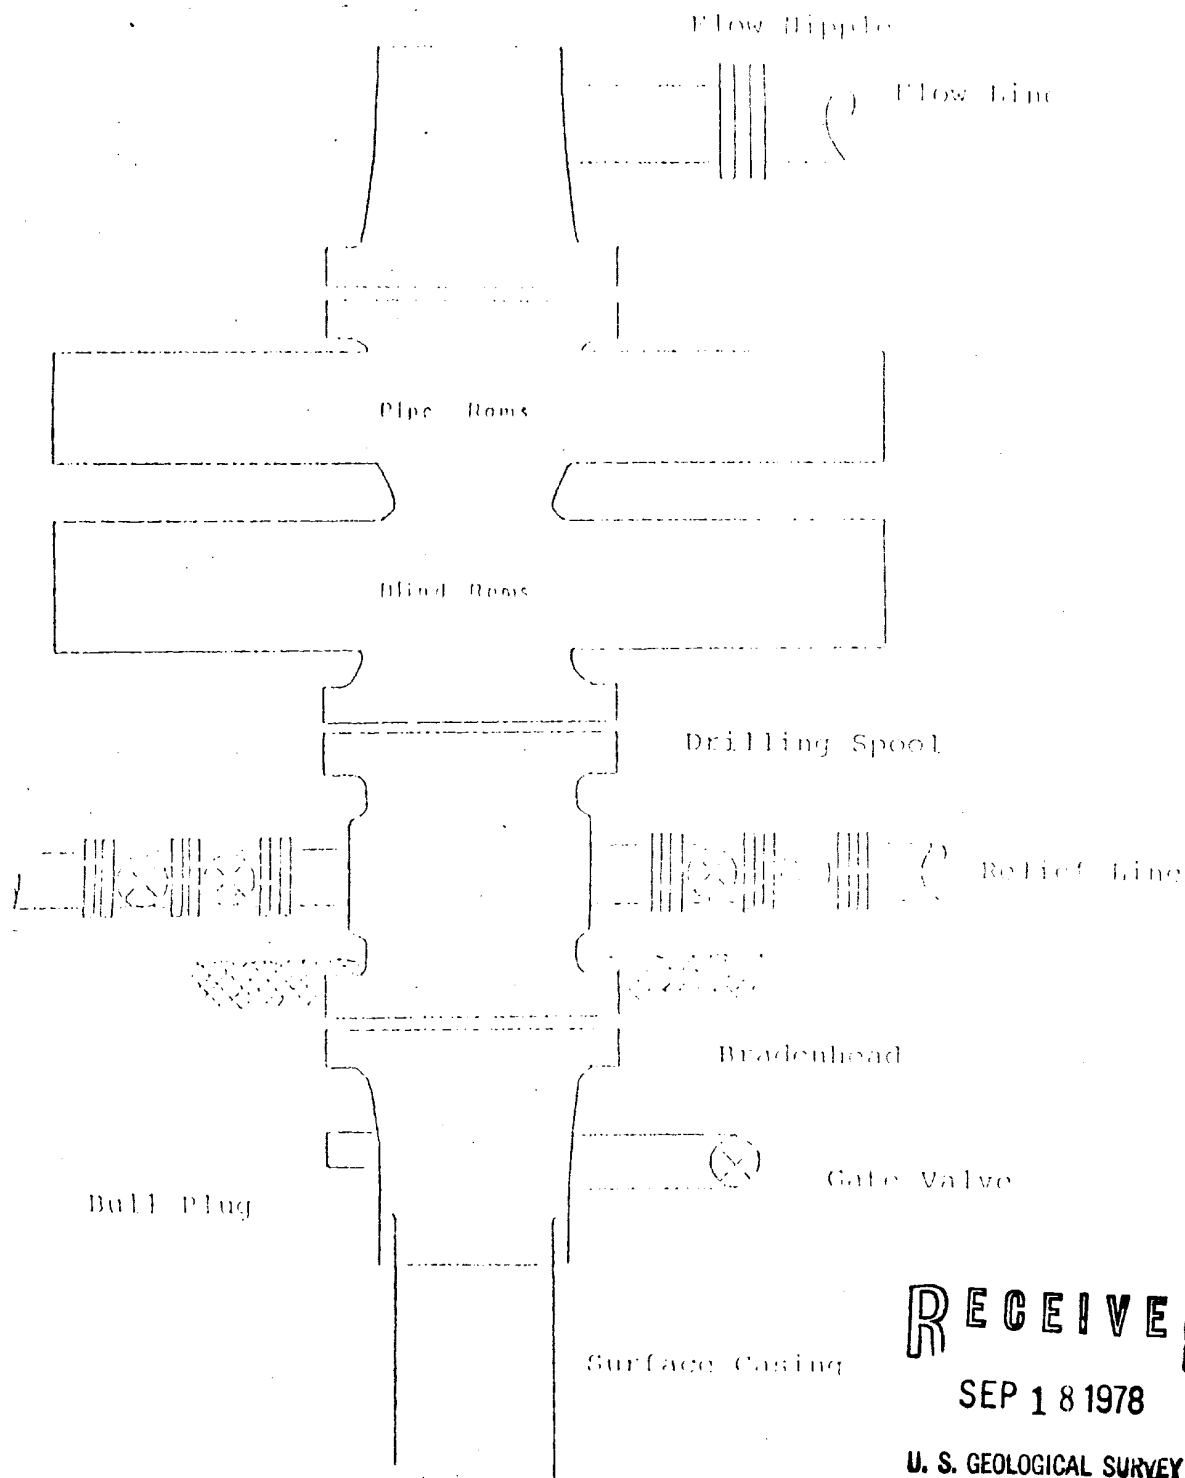 Flow Nipple
Flow Line
Pipe Rams
Blind Rams
Drilling Spool
Relief Line
Bradenhead
Gate Valve
Bull Plug
Surface Casing
RECEIVE
SEP 18 1978
U. S. GEOLOGICAL SURVEY